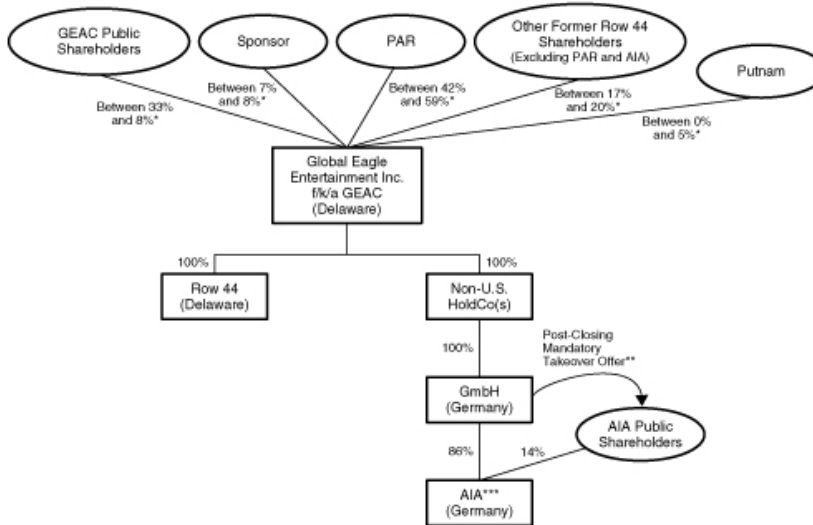 GEAC Public
Shareholders
Sponsor
PAR
Other Former Row 44
Shareholders
(Excluding PAR and AIA)
Putnam
Between 33%
and 8%*
Between 7%
and 8%*
Between 42%
and 59%*
Between 17%
and 20%*
Between 0%
and 5%*
Global Eagle
Entertainment Inc.
f/k/a GEAC
(Delaware)
100%
100%
Row 44
(Delaware)
Non-U.S.
HoldCo(s)
100%
Post-Closing
Mandatory
Takeover Offer**
GmbH
(Germany)
AIA Public
Shareholders
86%
14%
AIA***
(Germany)